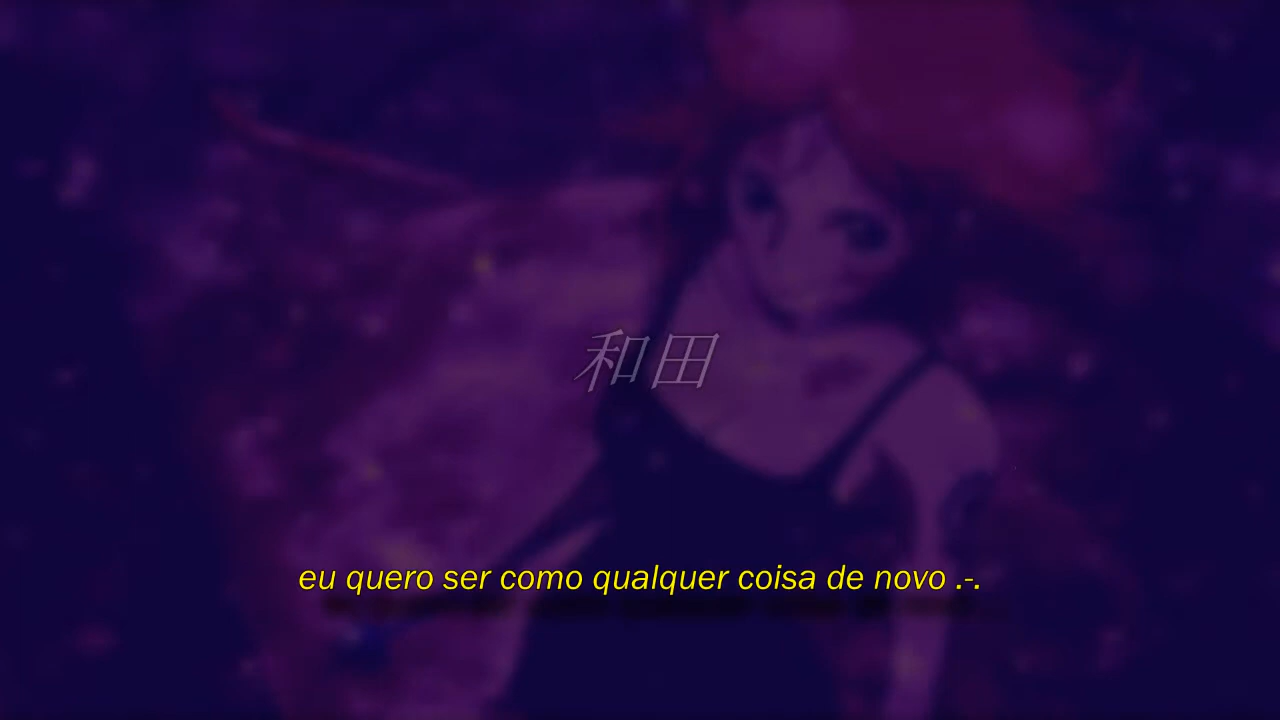 和田
eu quero ser como qualquer coisa de novo .-.